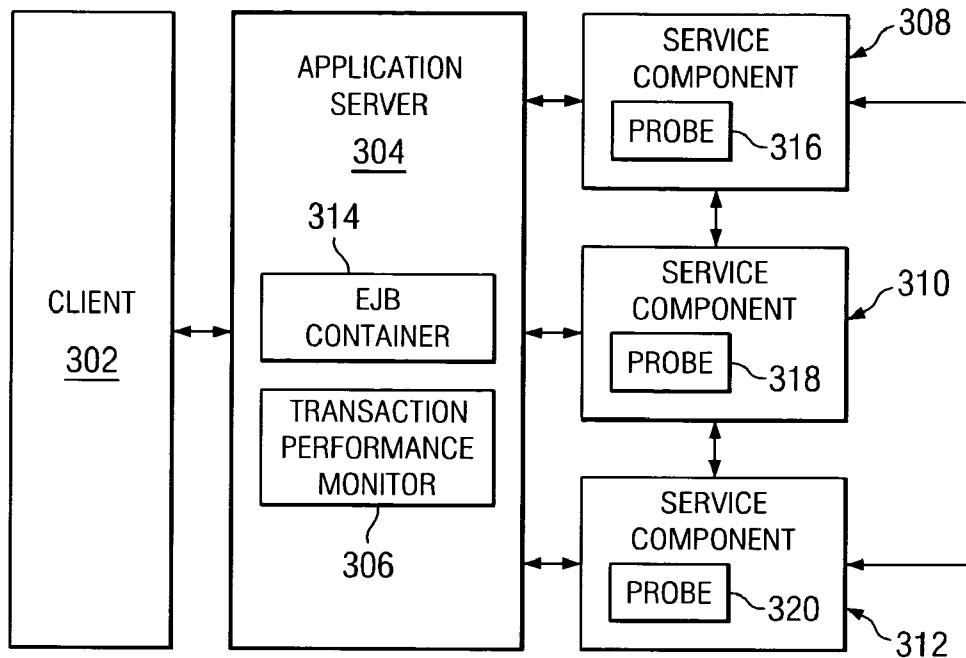 CLIENT
302
APPLICATION
SERVER
304
314
EJB
CONTAINER
TRANSACTION
PERFORMANCE
MONITOR
306
SERVICE
COMPONENT
308
PROBE
316
SERVICE
COMPONENT
310
PROBE
318
SERVICE
COMPONENT
PROBE
320
312